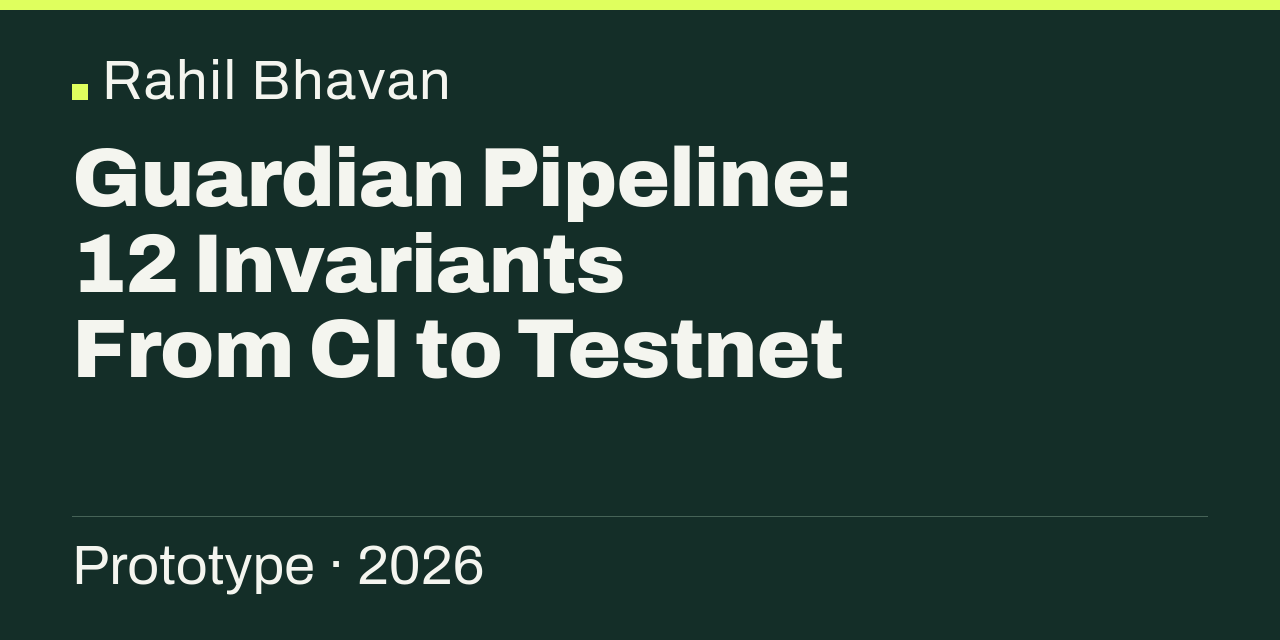 Rahil Bhavan
Guardian Pipeline:
12 Invariants
From CI to Testnet
Prototype · 2026